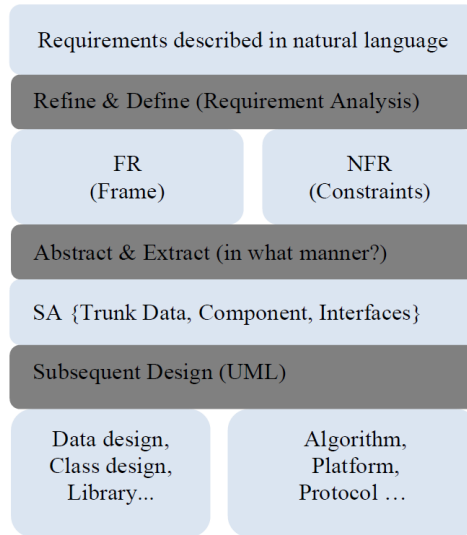 Requirements described in natural language
Refine & Define (Requirement Analysis)
FR
(Frame)
NFR
(Constraints)
Abstract & Extract (in what manner?)
SA {Trunk Data, Component, Interfaces}
Subsequent Design (UML)
Data design,
Class design,
Library...
Algorithm,
Platform,
Protocol …